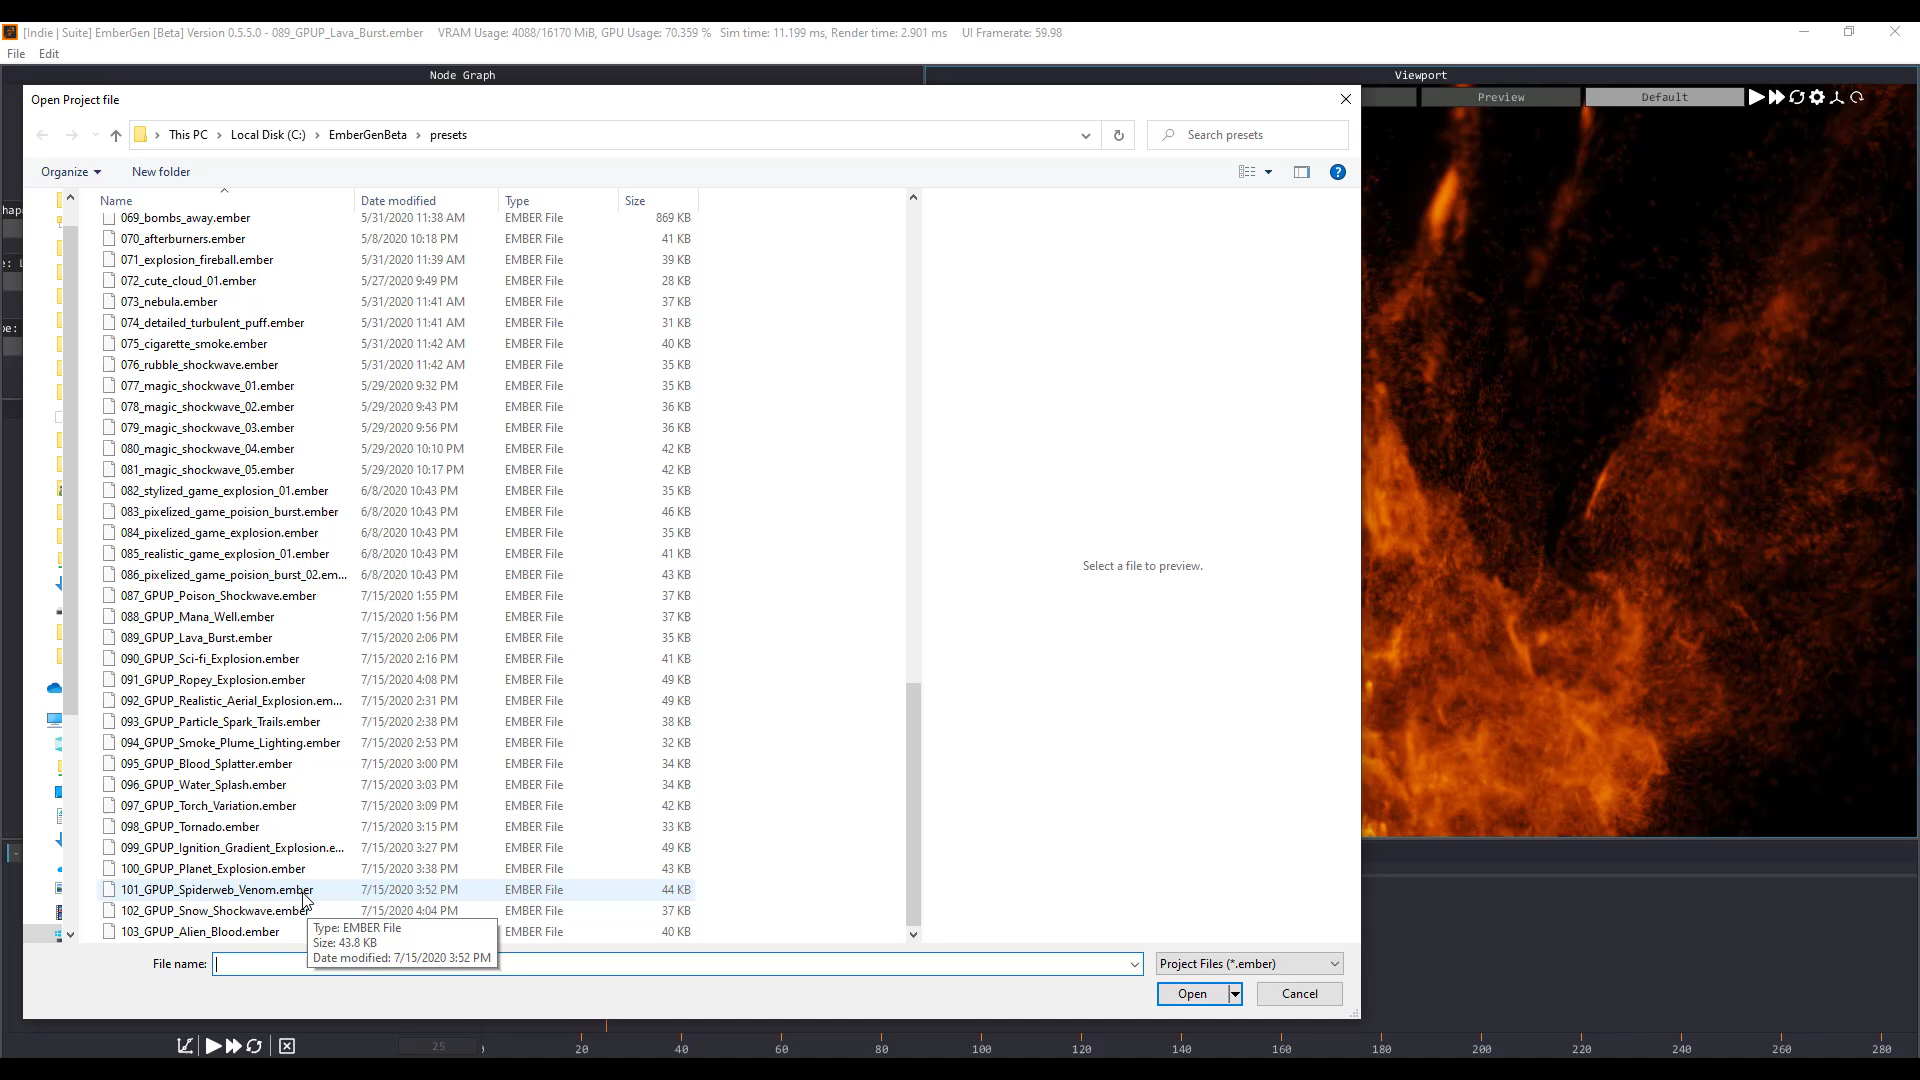 [Indie | Suite] EmberGen [Beta] Version 0.5.5.0 - 089_GPUP_Lava_Burst.ember VRAM Usage: 4088/16170 MiB, GPU Usage: 70.359 % Sim time: 11.199 ms, Render time: 2.901 ms UI Framerate: 59.98
File Edit
Node Graph Viewport
Open Project file
Preview Default
This PC › Local Disk (C:) › EmberGenBeta › presets Search presets
Organize New folder
Name Date modified Type Size
069_bombs_away.ember 5/31/2020 11:38 AM EMBER File 869 KB
070_afterburners.ember 5/8/2020 10:18 PM EMBER File 41 KB
071_explosion_fireball.ember 5/31/2020 11:39 AM EMBER File 39 KB
072_cute_cloud_01.ember 5/27/2020 9:49 PM EMBER File 28 KB
073_nebula.ember 5/31/2020 11:41 AM EMBER File 37 KB
074_detailed_turbulent_puff.ember 5/31/2020 11:41 AM EMBER File 31 KB
075_cigarette_smoke.ember 5/31/2020 11:42 AM EMBER File 40 KB
076_rubble_shockwave.ember 5/31/2020 11:42 AM EMBER File 35 KB
077_magic_shockwave_01.ember 5/29/2020 9:32 PM EMBER File 35 KB
078_magic_shockwave_02.ember 5/29/2020 9:43 PM EMBER File 36 KB
079_magic_shockwave_03.ember 5/29/2020 9:56 PM EMBER File 36 KB
080_magic_shockwave_04.ember 5/29/2020 10:10 PM EMBER File 42 KB
081_magic_shockwave_05.ember 5/29/2020 10:17 PM EMBER File 42 KB
082_stylized_game_explosion_01.ember 6/8/2020 10:43 PM EMBER File 35 KB
083_pixelized_game_poision_burst.ember 6/8/2020 10:43 PM EMBER File 46 KB
084_pixelized_game_explosion.ember 6/8/2020 10:43 PM EMBER File 35 KB
085_realistic_game_explosion_01.ember 6/8/2020 10:43 PM EMBER File 41 KB
Select a file to preview.
086_pixelized_game_poision_burst_02.em... 6/8/2020 10:43 PM EMBER File 43 KB
087_GPUP_Poison_Shockwave.ember 7/15/2020 1:55 PM EMBER File 37 KB
088_GPUP_Mana_Well.ember 7/15/2020 1:56 PM EMBER File 37 KB
089_GPUP_Lava_Burst.ember 7/15/2020 2:06 PM EMBER File 35 KB
090_GPUP_Sci-fi_Explosion.ember 7/15/2020 2:16 PM EMBER File 41 KB
091_GPUP_Ropey_Explosion.ember 7/15/2020 4:08 PM EMBER File 49 KB
092_GPUP_Realistic_Aerial_Explosion.em... 7/15/2020 2:31 PM EMBER File 49 KB
093_GPUP_Particle_Spark_Trails.ember 7/15/2020 2:38 PM EMBER File 38 KB
094_GPUP_Smoke_Plume_Lighting.ember 7/15/2020 2:53 PM EMBER File 32 KB
095_GPUP_Blood_Splatter.ember 7/15/2020 3:00 PM EMBER File 34 KB
096_GPUP_Water_Splash.ember 7/15/2020 3:03 PM EMBER File 34 KB
097_GPUP_Torch_Variation.ember 7/15/2020 3:09 PM EMBER File 42 KB
098_GPUP_Tornado.ember 7/15/2020 3:15 PM EMBER File 33 KB
099_GPUP_Ignition_Gradient_Explosion.e... 7/15/2020 3:27 PM EMBER File 49 KB
100_GPUP_Planet_Explosion.ember 7/15/2020 3:38 PM EMBER File 43 KB
101_GPUP_Spiderweb_Venom.ember 7/15/2020 3:52 PM EMBER File 44 KB
102_GPUP_Snow_Shockwave.ember 7/15/2020 4:04 PM EMBER File 37 KB
103_GPUP_Alien_Blood.ember EMBER File 40 KB
Type: EMBER File
Size: 43.8 KB
Date modified: 7/15/2020 3:52 PM
File name: Project Files (*.ember)
Open Cancel
25 20 40 60 80 100 120 140 160 180 200 220 240 260 280